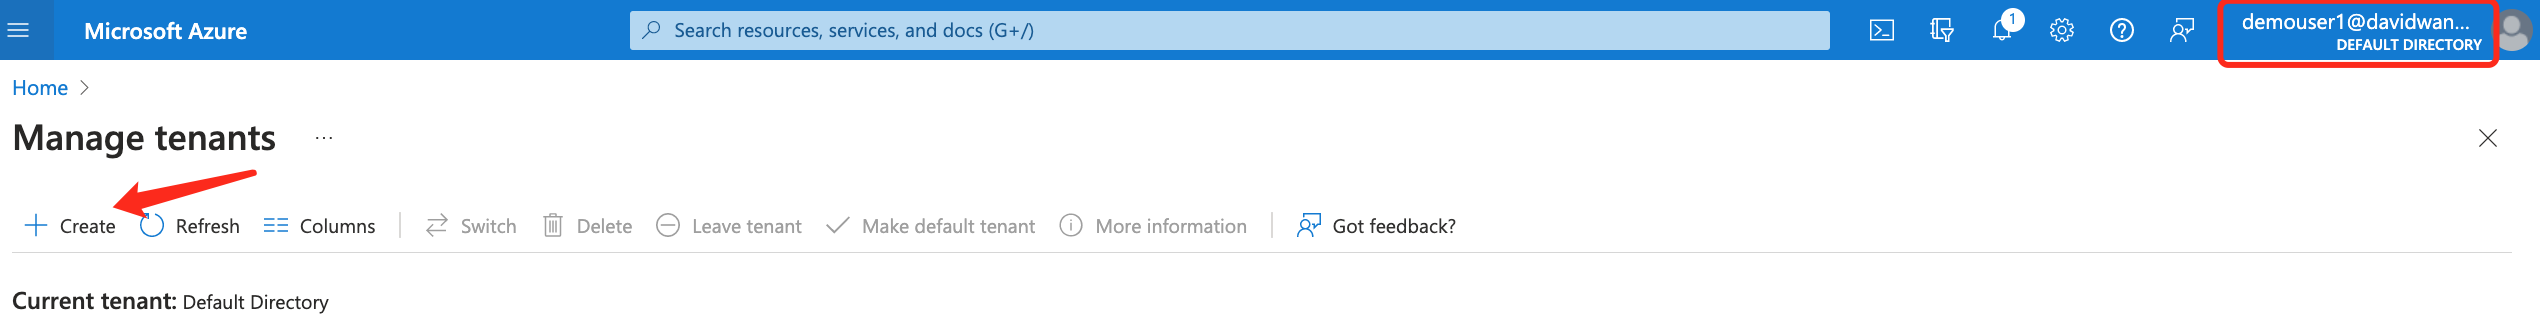 Microsoft Azure
Search resources, services, and docs (G+/)
1
demouser1@davidwan...
DEFAULT DIRECTORY
Home
Manage tenants ...
Create Refresh Columns Switch Delete Leave tenant Make default tenant More information Got feedback?
Current tenant: Default Directory